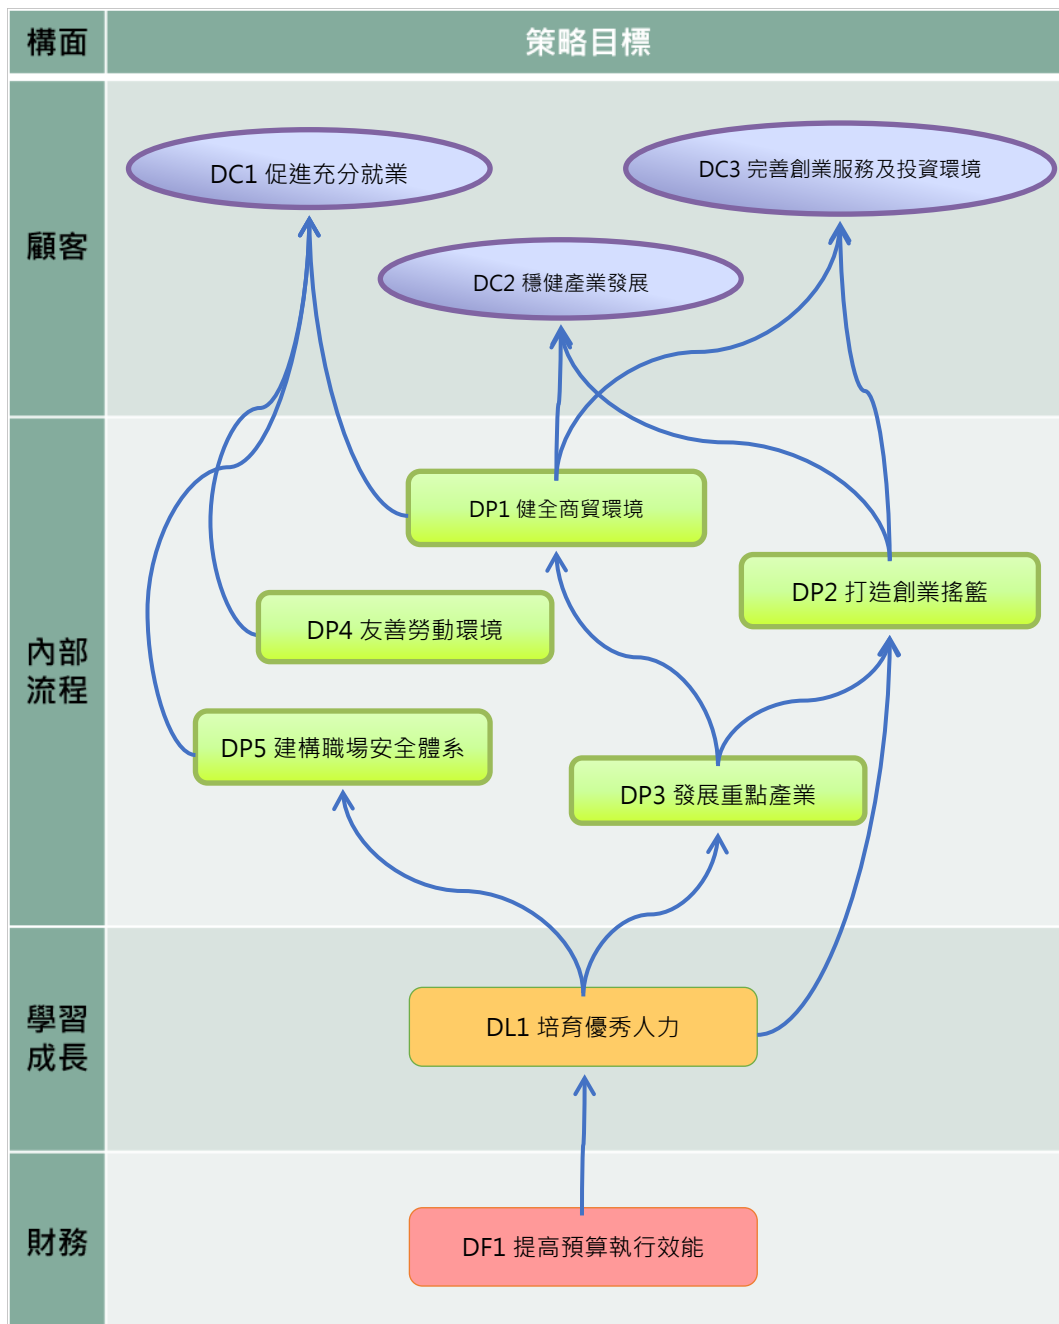 構面
策略目標
顧客
DC1 促進充分就業
DC3 完善創業服務及投資環境
DC2 穩健產業發展
內部
流程
DP1 健全商貿環境
DP2 打造創業搖籃
DP4 友善勞動環境
DP5 建構職場安全體系
DP3 發展重點產業
學習
成長
DL1 培育優秀人力
財務
DF1 提高預算執行效能